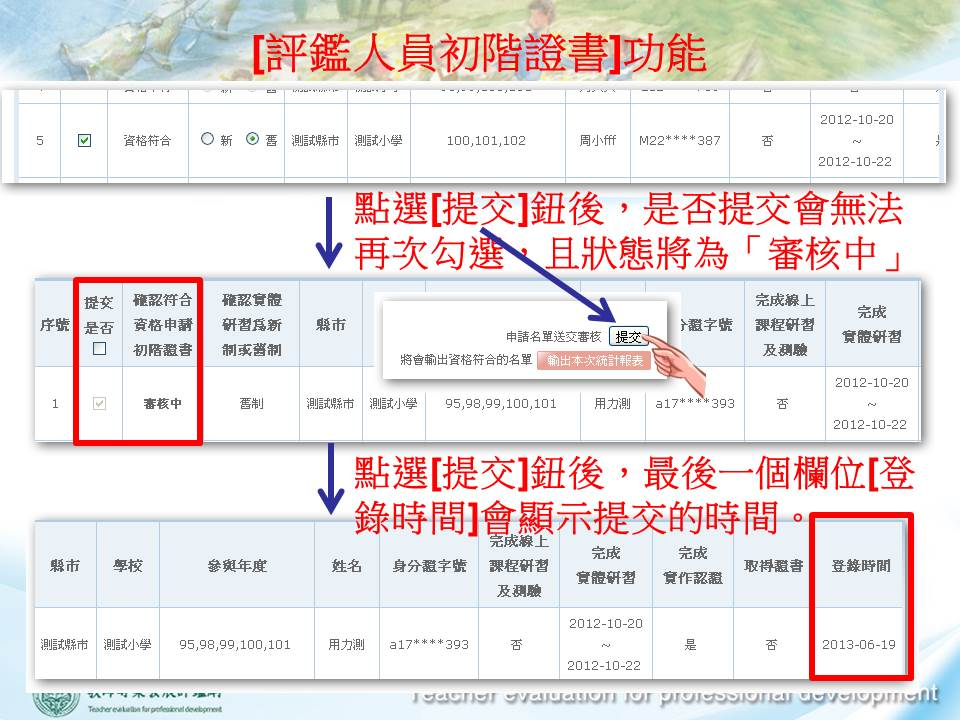 [評鑑人員初階證書]功能
5 資格符合 新 舊 測試縣市 測試小學 100,101,102 周小fff M22****387 否 2012-10-20 ~ 2012-10-22
點選[提交]鈕後，是否提交會無法
再次勾選，且狀態將為「審核中」
序號 提交是否 確認符合資格申請初階證書 確認實體研習為新制或舊制 縣市 分證字號 完成線上課程研習及測驗 完成實體研習
申請名單送交審核 提交
將會輸出資格符合的名單 輸出本次統計報表
1 審核中 舊制 測試縣市 測試小學 95,98,99,100,101 用力測 a17****393 否 2012-10-20 ~ 2012-10-22
點選[提交]鈕後，最後一個欄位[登
錄時間]會顯示提交的時間。
縣市 學校 參與年度 姓名 身分證字號 完成線上課程研習及測驗 完成實體研習 完成實作認證 取得證書 登錄時間
測試縣市 測試小學 95,98,99,100,101 用力測 a17****393 否 2012-10-20 ~ 2012-10-22 是 否 2013-06-19
Teacher evaluation for professional development
Teacher evaluation for professional development